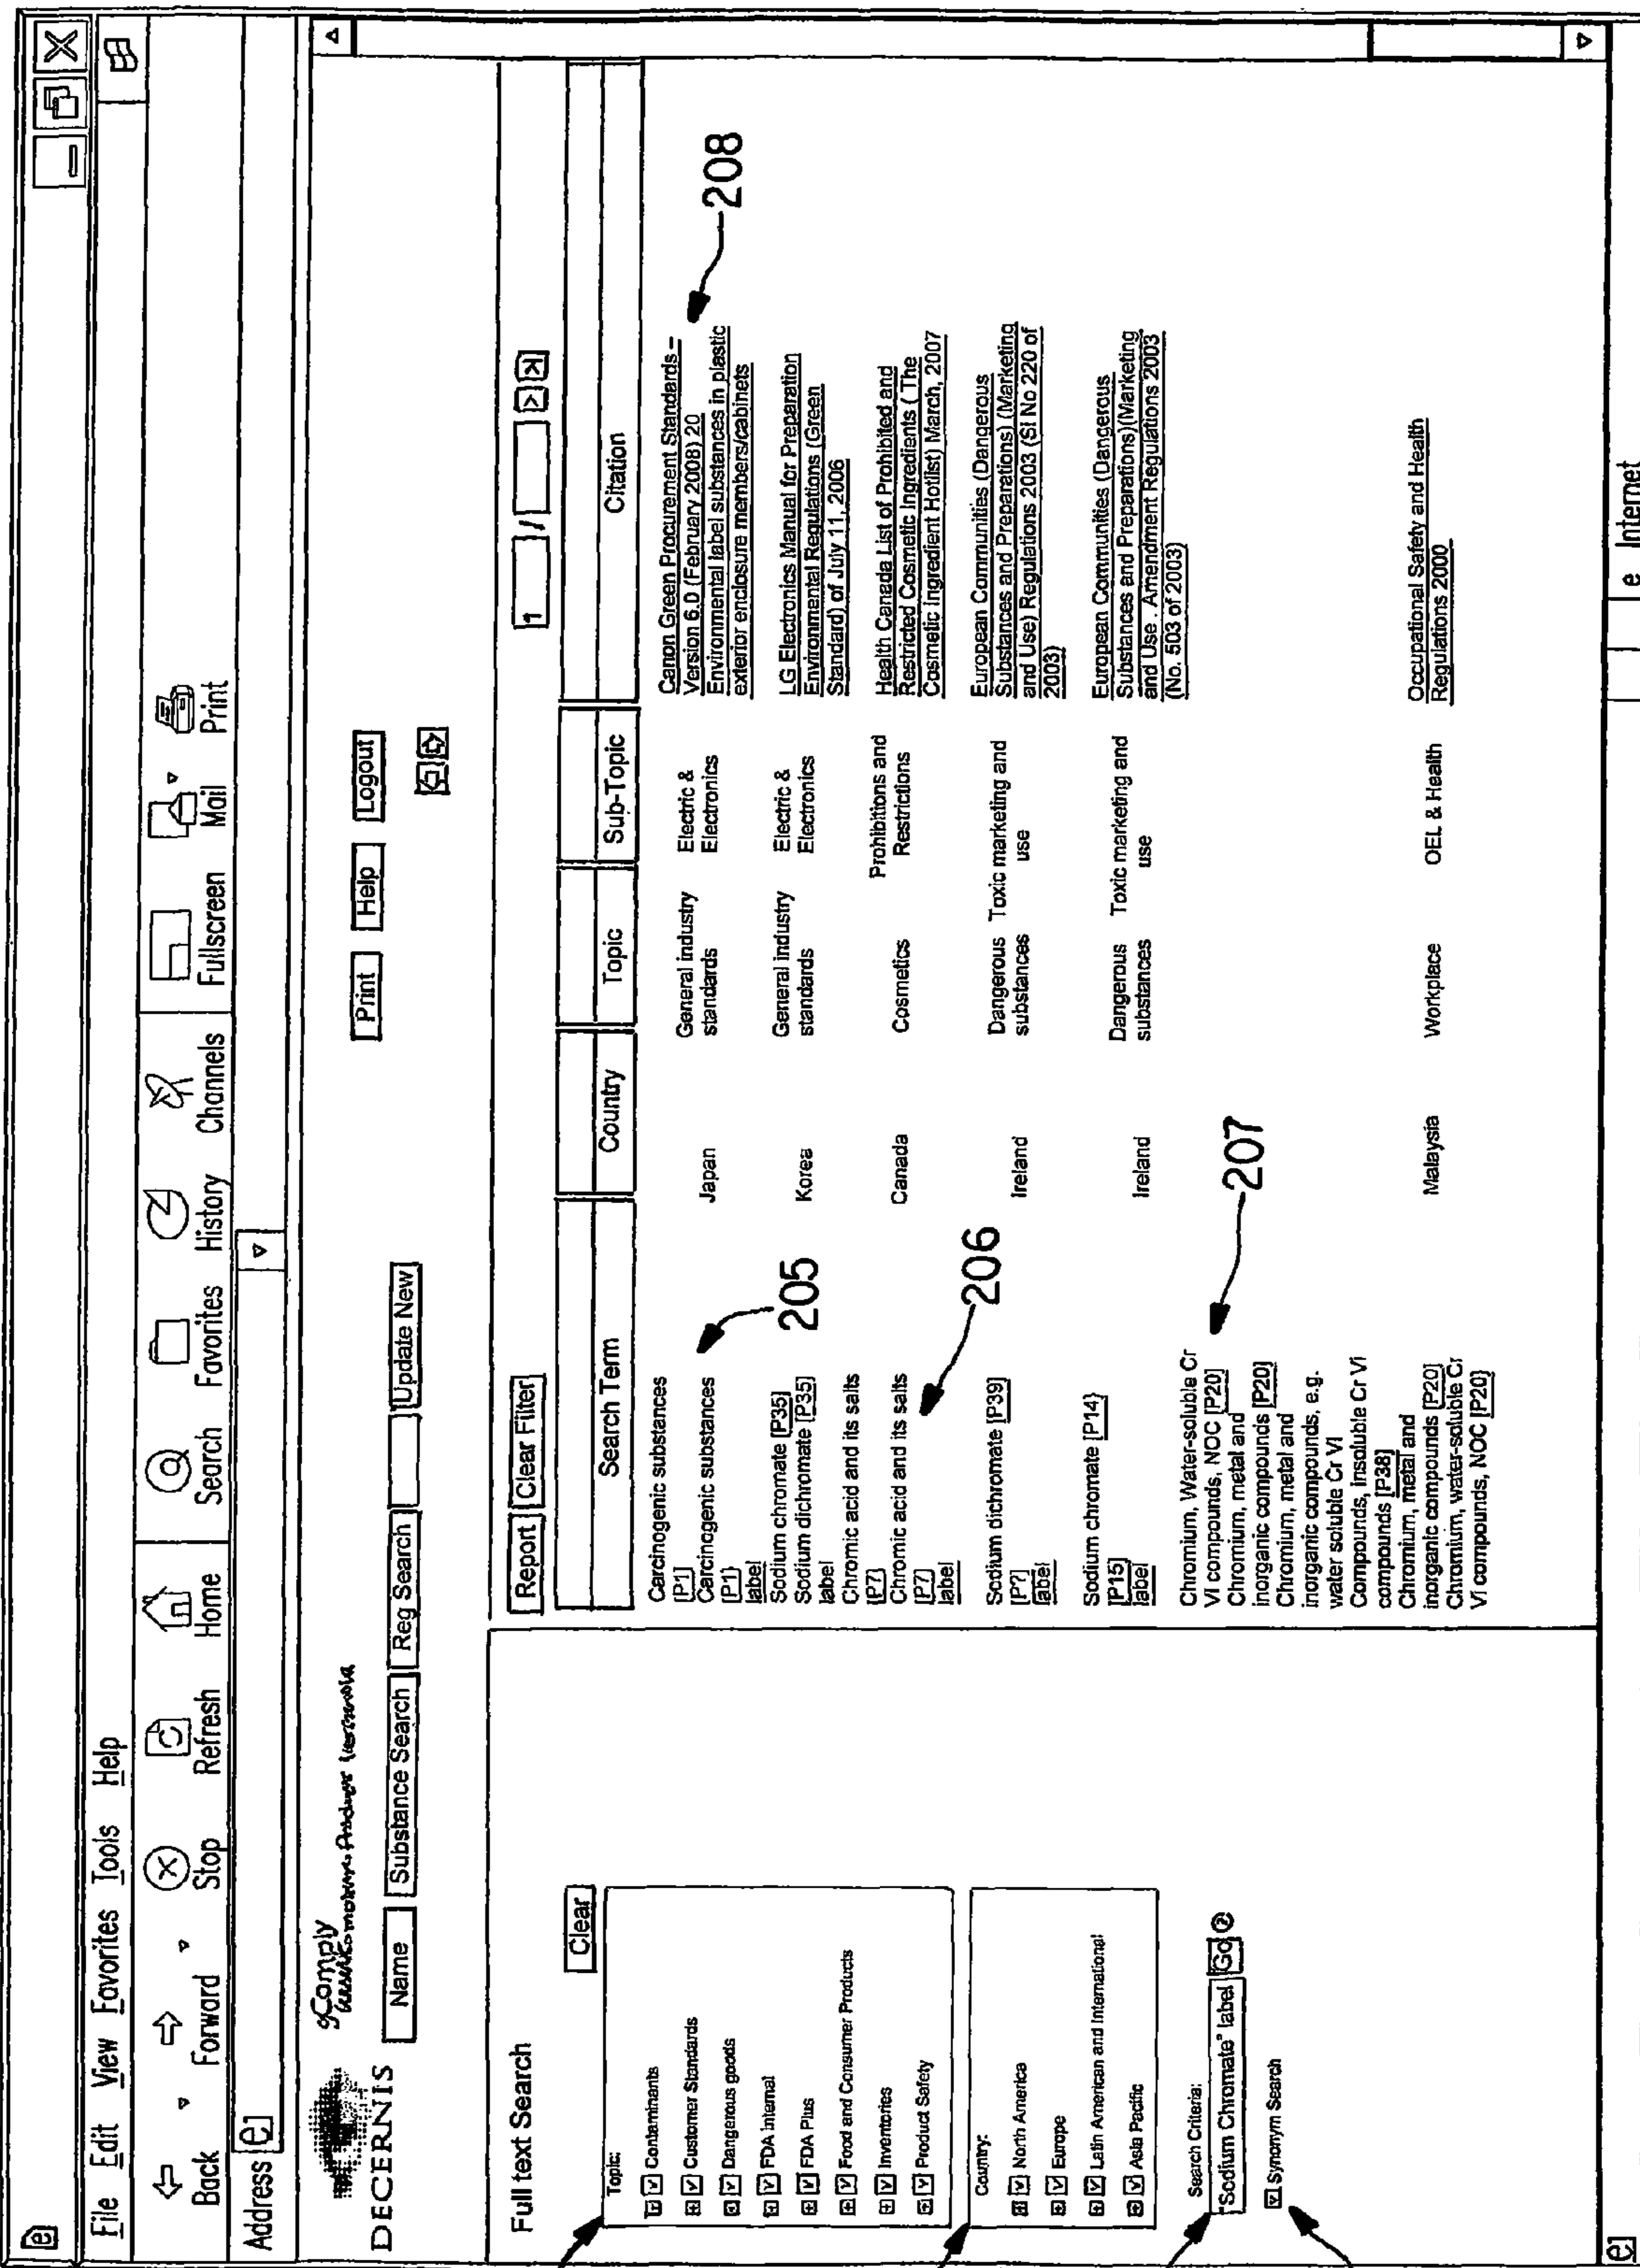 File Edit View Favorites Tools Help
Back Forward Stop Refresh Home Search Favorites History Channels Fullscreen Mail Print
Address
gComply
DECERNIS
Name Substance Search Reg Search Update New
Print Help Logout
Full text Search
Clear
Topic:
Contaminants
Customer Standards
Dangerous goods
FDA internal
FDA Plus
Food and Consumer Products
Inventories
Product Safety
Country:
North America
Europe
Latin American and International
Asia Pacific
Search Criteria:
"Sodium Chromate" label Go ?
Synonym Search
Report Clear Filter
1 /
Search Term Country Topic Sub-Topic Citation
Carcinogenic substances
[P1]
Carcinogenic substances
[P1]
label
Japan
General industry
standards
Electric &
Electronics
Canon Green Procurement Standards –
Version 6.0 (February 2008) 20
Environmental label substances in plastic
exterior enclosure members/cabinets
208
205
Sodium chromate [P35]
Sodium dichromate [P35]
label
Korea
General industry
standards
Electric &
Electronics
LG Electronics Manual for Preparation
Environmental Regulations (Green
Standard) of July 11, 2006
Chromic acid and its salts
[P7]
Chromic acid and its salts
[P7]
label
206
Canada
Cosmetics
Prohibitions and
Restrictions
Health Canada List of Prohibited and
Restricted Cosmetic Ingredients ( The
Cosmetic Ingredient Hotlist) March, 2007
Sodium dichromate [P39]
[P7]
label
Ireland
Dangerous
substances
Toxic marketing and
use
European Communities (Dangerous
Substances and Preparations) (Marketing
and Use) Regulations 2003 (SI No 220 of
2003)
Sodium chromate [P14]
[P15]
label
Ireland
Dangerous
substances
Toxic marketing and
use
European Communities (Dangerous
Substances and Preparations)(Marketing
and Use . Amendment Regulations 2003
(No. 503 of 2003)
207
Chromium, Water-soluble Cr
VI compounds, NOC [P20]
Chromium, metal and
inorganic compounds [P20]
Chromium, metal and
inorganic compounds, e.g.
water soluble Cr VI
Compounds, insoluble Cr Vi
compounds [P38]
Chromium, metal and
inorganic compounds [P20]
Chromium, water-soluble Cr
Vi compounds, NOC [P20]
Malaysia
Workplace
OEL & Health
Occupational Safety and Health
Regulations 2000
e Internet